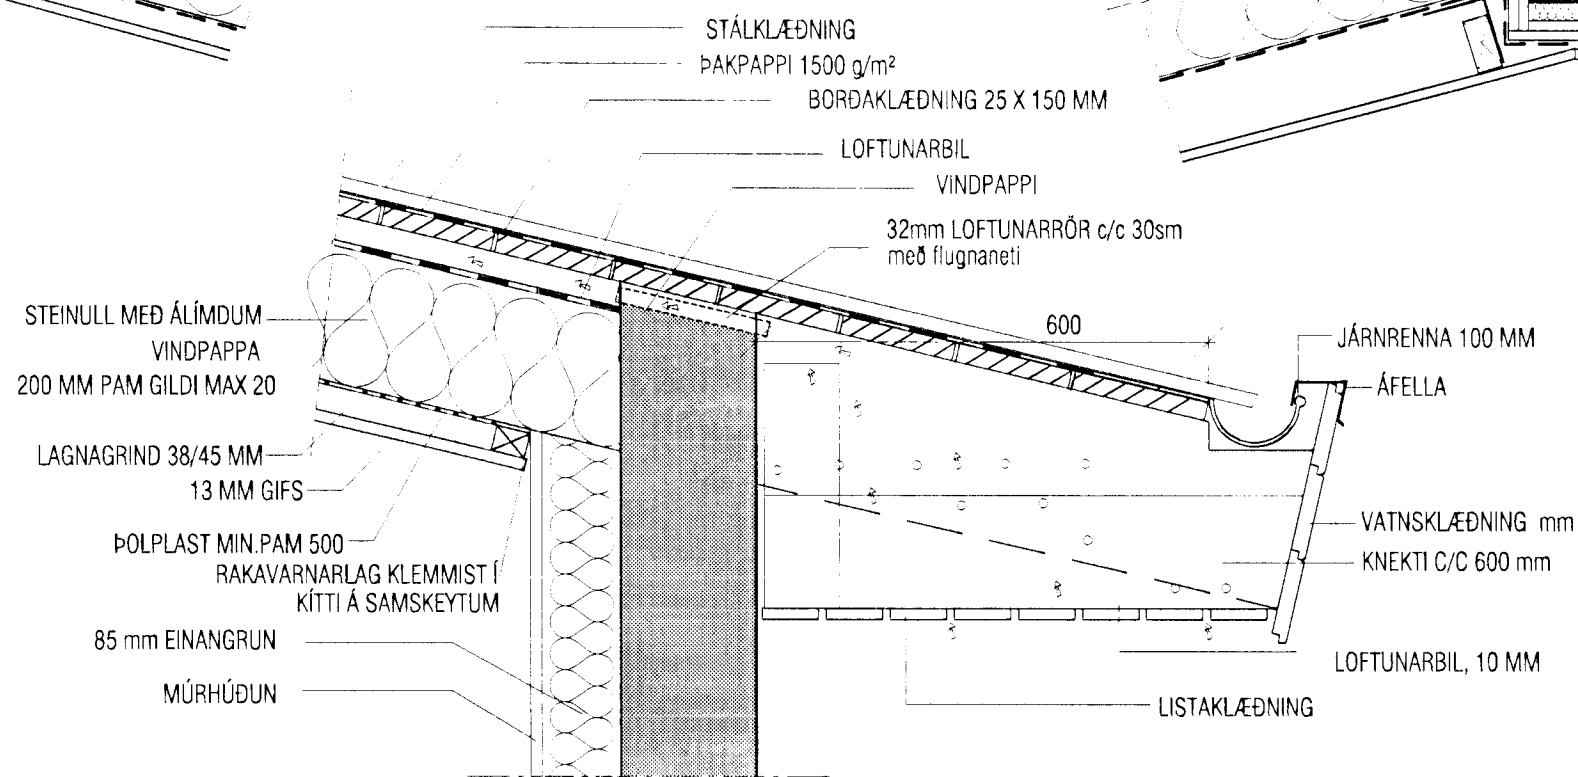 STÁLKLÆÐNING
ÞAKPAPPI 1500 g/m²
BORÐAKLÆÐNING 25 X 150 MM
LOFTUNARBIL
VINDPAPPI
32mm LOFTUNARRÖR c/c 30sm
með flugnaneti
600
STEINULL MEÐ ÁLÍMDUM
VINDPAPPA
200 MM PAM GILDI MAX 20
JÁRNRENNA 100 MM
ÁFELLA
LAGNAGRIND 38/45 MM
13 MM GIFS
ÞOLPLAST MIN.PAM 500
RAKAVARNARLAG KLEMMIST Í
KÍTTI Á SAMSKEYTUM
VATNSKLÆÐNING mm
KNEKTI C/C 600 mm
85 mm EINANGRUN
MÚRHÚÐUN
LOFTUNARBIL, 10 MM
LISTAKLÆÐNING